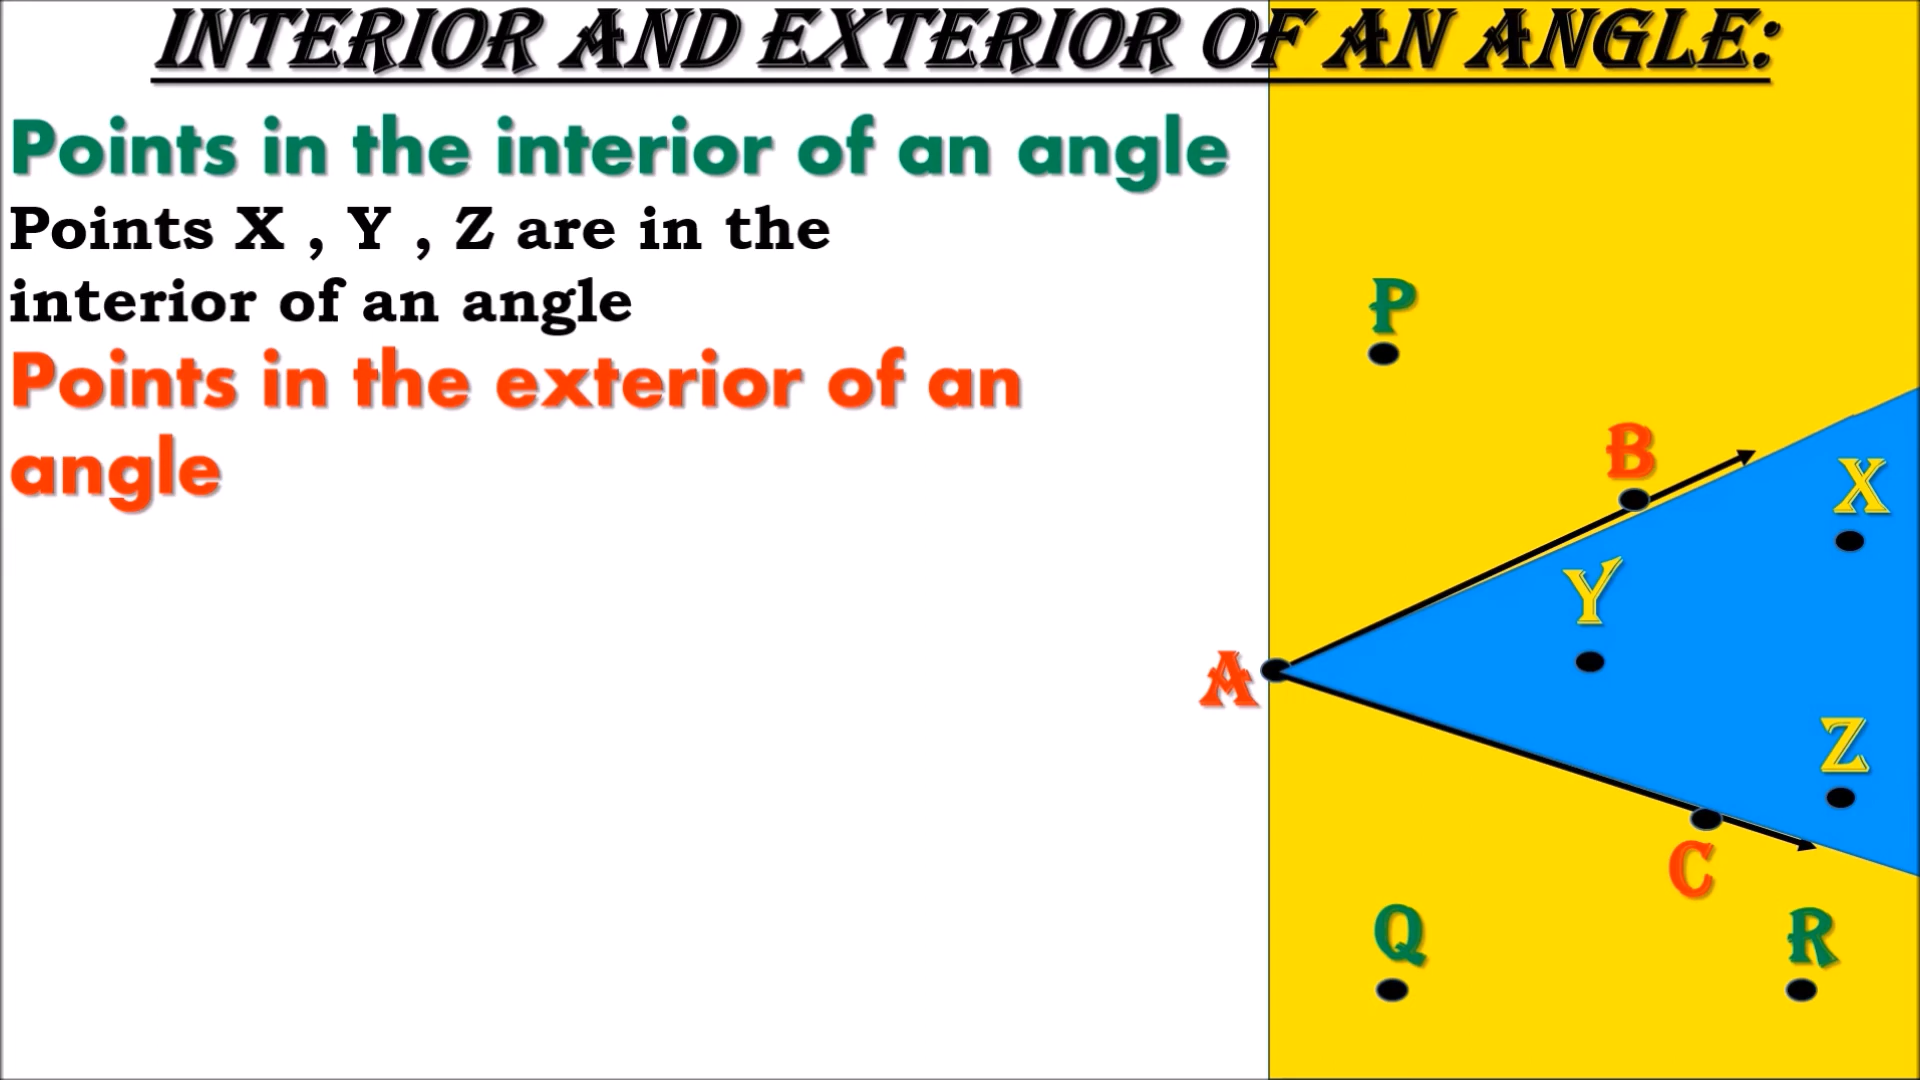 INTERIOR AND EXTERIOR OF AN ANGLE:
Points in the interior of an angle
Points X , Y , Z are in the
interior of an angle
Points in the exterior of an
angle
P
B
X
Y
A
Z
C
Q
R